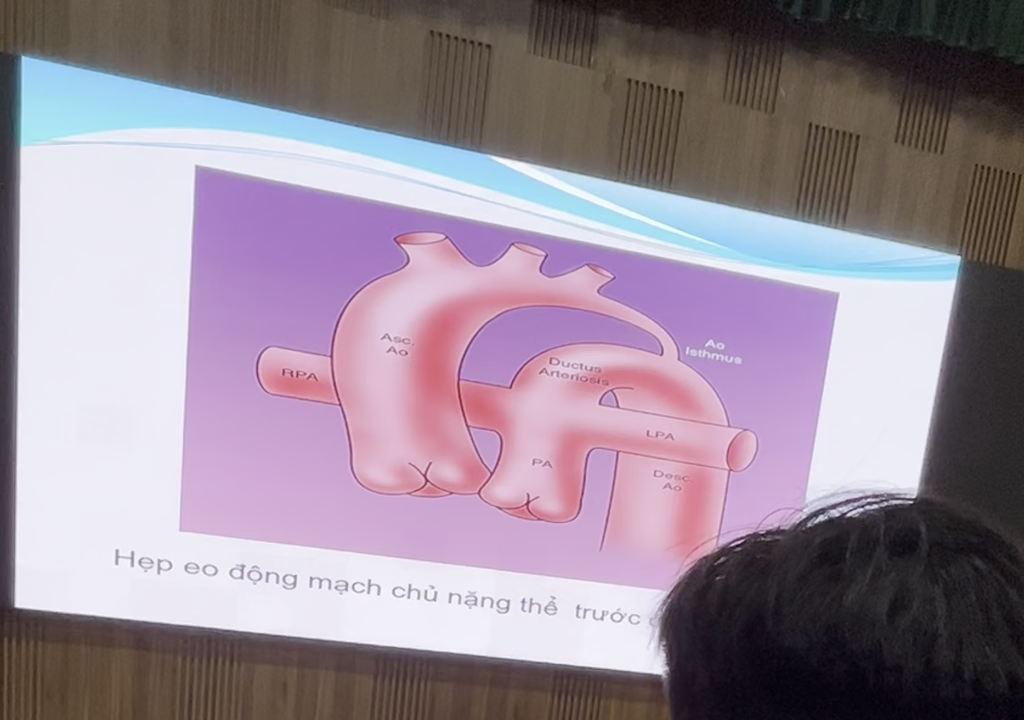 Asc.
Ao
RPA
Ductus
Arteriosis
Ao
Isthmus
LPA
PA
Desc.
Ao
Hẹp eo động mạch chủ nặng thể trước